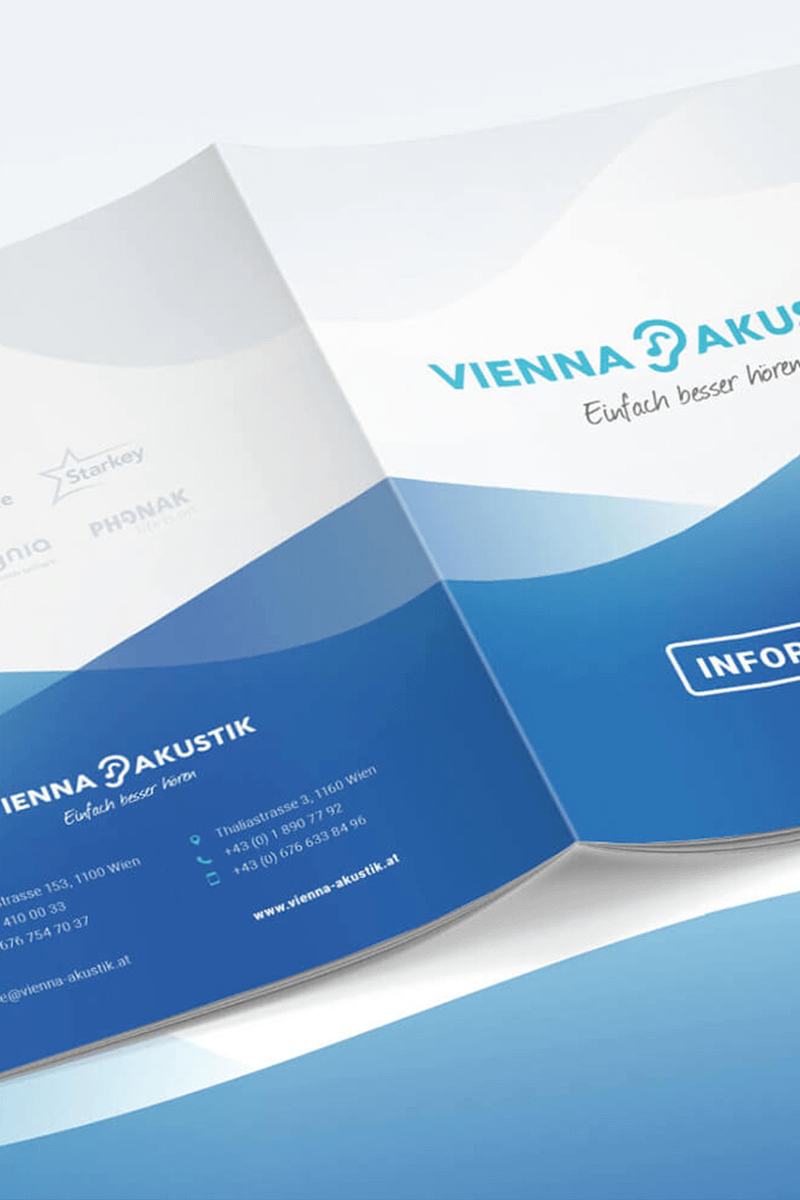 Starkey
PHONAK
VIENNA AKUS
Einfach besser hören
INFOR
IENNA AKUSTIK
Einfach besser hören
Thaliastrasse 3, 1160 Wien
+43 (0) 1 890 77 92
+43 (0) 676 633 84 96
www.vienna-akustik.at
strasse 153, 1100 Wien
410 00 33
676 754 70 37
e@vienna-akustik.at